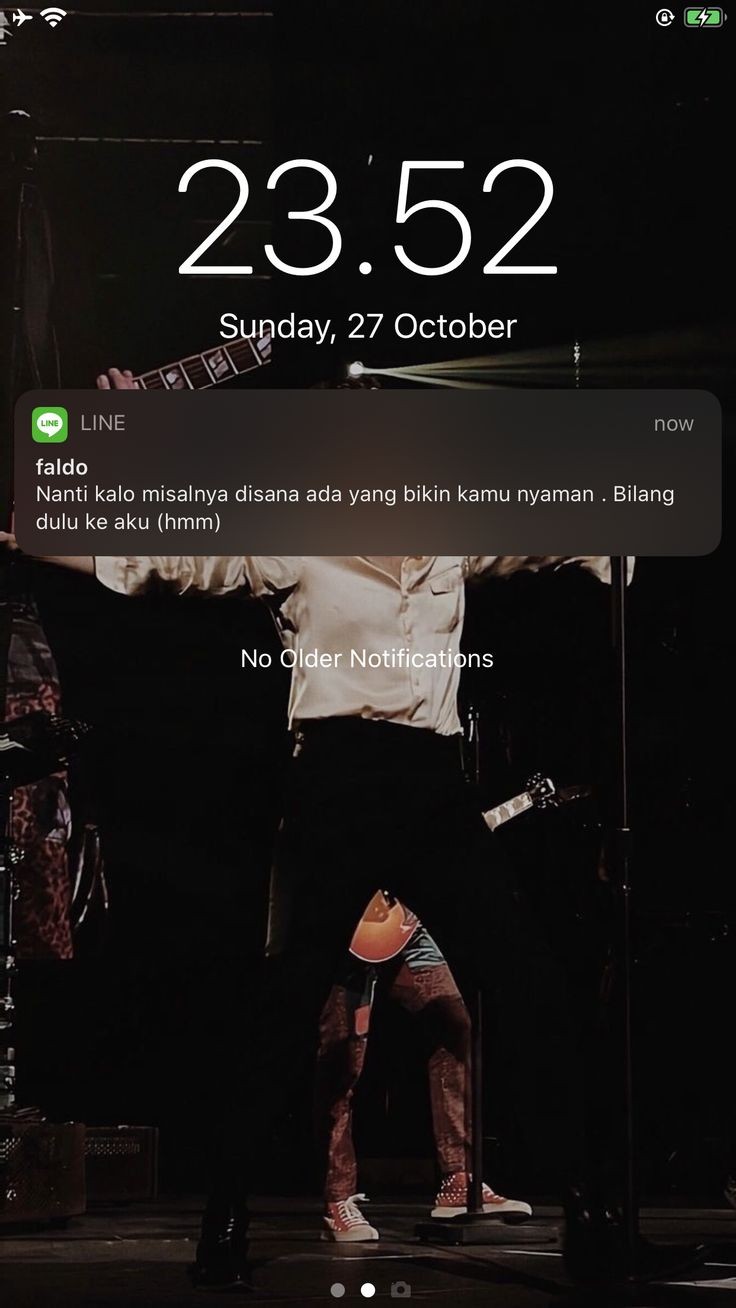 23.52
Sunday, 27 October
LINE
LINE
now
faldo
Nanti kalo misalnya disana ada yang bikin kamu nyaman . Bilang
dulu ke aku (hmm)
No Older Notifications